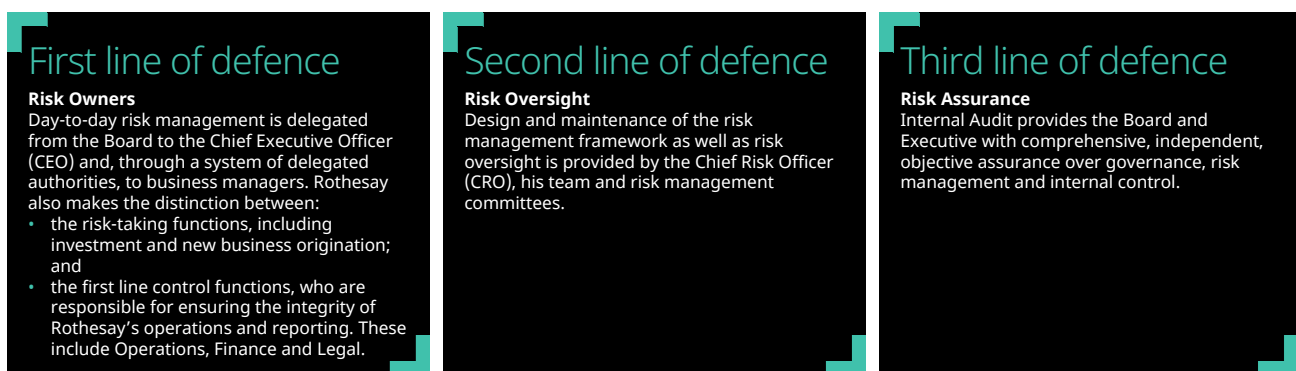 First line of defence
Risk Owners
Day-to-day risk management is delegated
from the Board to the Chief Executive Officer
(CEO) and, through a system of delegated
authorities, to business managers. Rothesay
also makes the distinction between:
• the risk-taking functions, including
investment and new business origination;
and
• the first line control functions, who are
responsible for ensuring the integrity of
Rothesay’s operations and reporting. These
include Operations, Finance and Legal.
Second line of defence
Risk Oversight
Design and maintenance of the risk
management framework as well as risk
oversight is provided by the Chief Risk Officer
(CRO), his team and risk management
committees.
Third line of defence
Risk Assurance
Internal Audit provides the Board and
Executive with comprehensive, independent,
objective assurance over governance, risk
management and internal control.